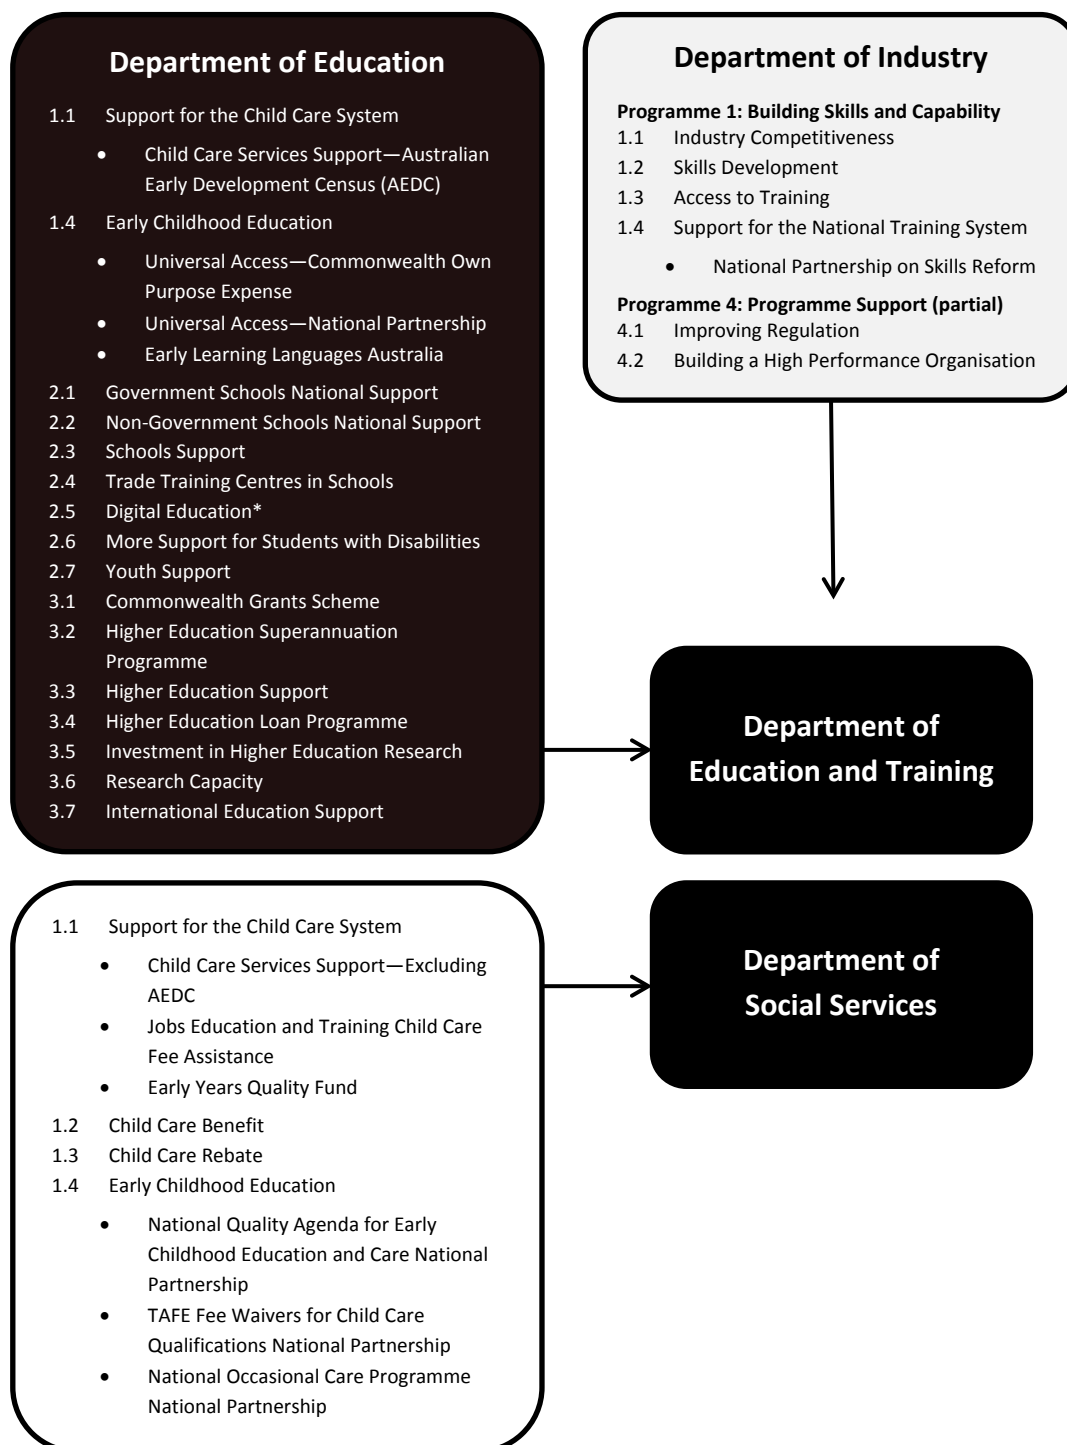 Department of Education
1.1 Support for the Child Care System
• Child Care Services Support—Australian
Early Development Census (AEDC)
1.4 Early Childhood Education
• Universal Access—Commonwealth Own
Purpose Expense
• Universal Access—National Partnership
• Early Learning Languages Australia
2.1 Government Schools National Support
2.2 Non-Government Schools National Support
2.3 Schools Support
2.4 Trade Training Centres in Schools
2.5 Digital Education*
2.6 More Support for Students with Disabilities
2.7 Youth Support
3.1 Commonwealth Grants Scheme
3.2 Higher Education Superannuation
Programme
3.3 Higher Education Support
3.4 Higher Education Loan Programme
3.5 Investment in Higher Education Research
3.6 Research Capacity
3.7 International Education Support
Department of Industry
Programme 1: Building Skills and Capability
1.1 Industry Competitiveness
1.2 Skills Development
1.3 Access to Training
1.4 Support for the National Training System
• National Partnership on Skills Reform
Programme 4: Programme Support (partial)
4.1 Improving Regulation
4.2 Building a High Performance Organisation
Department of
Education and Training
1.1 Support for the Child Care System
• Child Care Services Support—Excluding
AEDC
• Jobs Education and Training Child Care
Fee Assistance
• Early Years Quality Fund
1.2 Child Care Benefit
1.3 Child Care Rebate
1.4 Early Childhood Education
• National Quality Agenda for Early
Childhood Education and Care National
Partnership
• TAFE Fee Waivers for Child Care
Qualifications National Partnership
• National Occasional Care Programme
National Partnership
Department of
Social Services